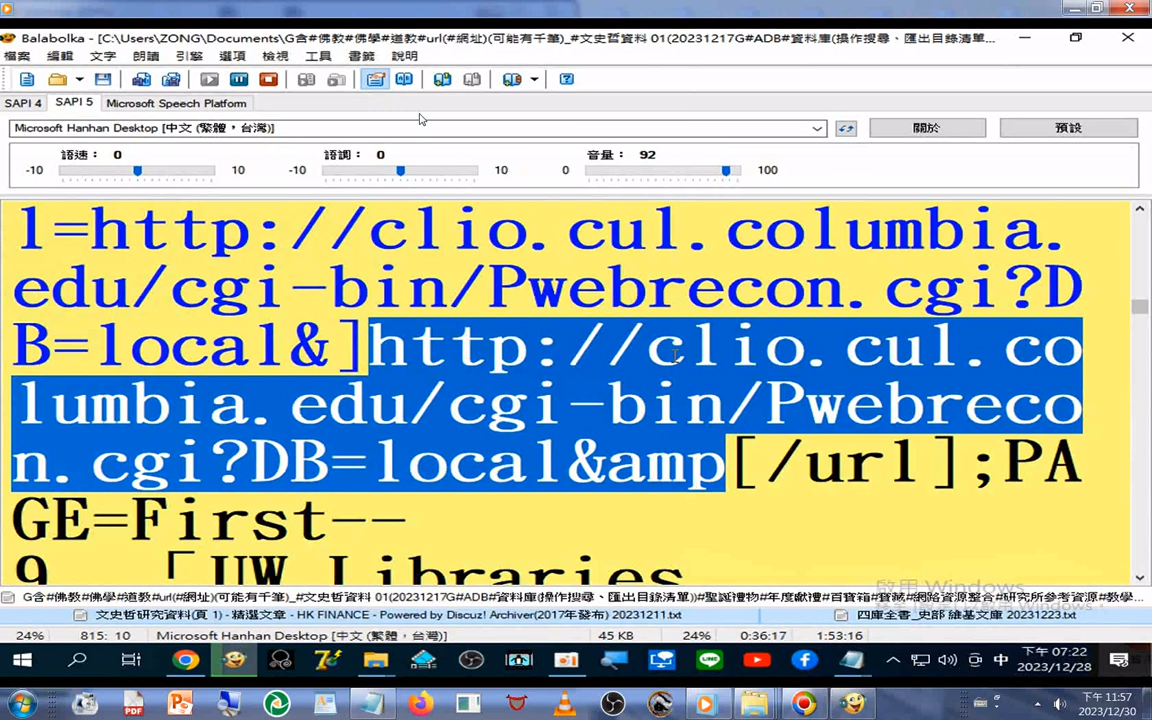 Balabolka - [C:\Users\ZONG\Documents\G含#佛教#佛學#道教#url(#網址)(可能有千筆)_#文史哲資料 01(20231217G#ADB#資料庫(操作搜尋、匯出目錄清單...
檔案 編輯 文字 朗讀 引擎 選項 檢視 工具 書籤 說明
SAPI 4 SAPI 5 Microsoft Speech Platform
Microsoft Hanhan Desktop [中文 (繁體，台灣)]
關於 預設
語速： 0 語調： 0 音量： 92
-10 10 -10 10 0 100
l=http://clio.cul.columbia.
edu/cgi-bin/Pwebrecon.cgi?D
B=local&]http://clio.cul.co
lumbia.edu/cgi-bin/Pwebreco
n.cgi?DB=local&amp[/url];PA
GE=First--
9. 「UW Libraries
啟用 Windows
G含#佛教#佛學#道教#url(#網址)(可能有千筆)_#文史哲資料 01(20231217G#ADB#資料庫(操作搜尋、匯出目錄清單))#聖誕禮物#年度獻禮#百寶箱#寶藏#網路資源整合#研究所參考資源#教學...
文史哲研究資料(頁 1) - 精選文章 - HK FINANCE - Powered by Discuz! Archiver(2017年發布) 20231211.txt
四庫全書_史部 維基文庫 20231223.txt
24% 815: 10 Microsoft Hanhan Desktop [中文 (繁體，台灣)] 45 KB 24% 0:36:17 1:53:16
中 下午 07:22
2023/12/28
下午 11:57
2023/12/30